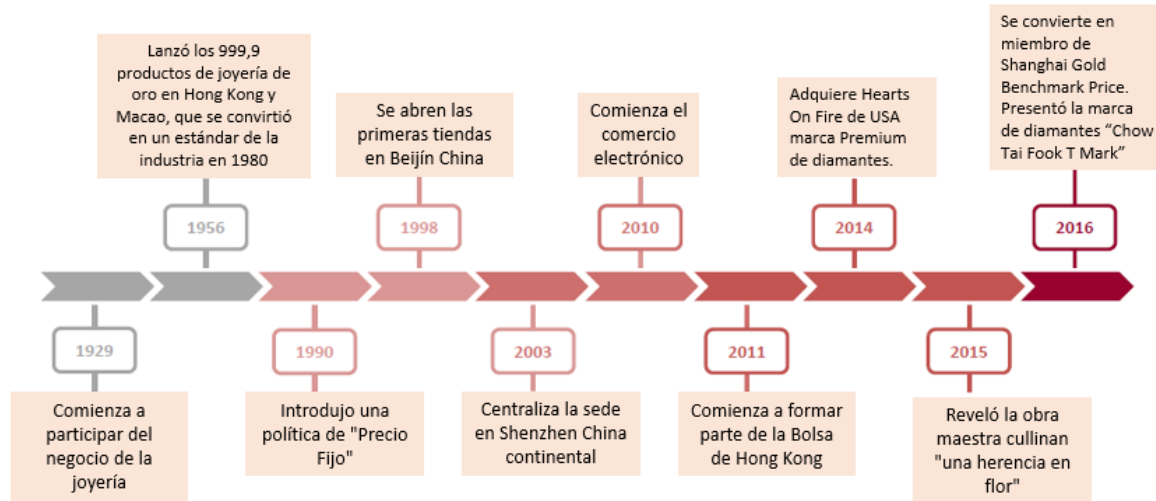 Lanzó los 999,9
productos de joyería de
oro en Hong Kong y
Macao, que se convirtió
en un estándar de la
industria en 1980
Se abren las
primeras tiendas
en Beijín China
Comienza el
comercio
electrónico
Adquiere Hearts
On Fire de USA
marca Premium
de diamantes.
Se convierte en
miembro de
Shanghai Gold
Benchmark Price.
Presentó la marca
de diamantes “Chow
Tai Fook T Mark”
1956
1998
2010
2014
2016
1929
1990
2003
2011
2015
Comienza a
participar del
negocio de la
joyería
Introdujo una
política de "Precio
Fijo"
Centraliza la sede
en Shenzhen China
continental
Comienza a formar
parte de la Bolsa
de Hong Kong
Reveló la obra
maestra cullinan
"una herencia en
flor"